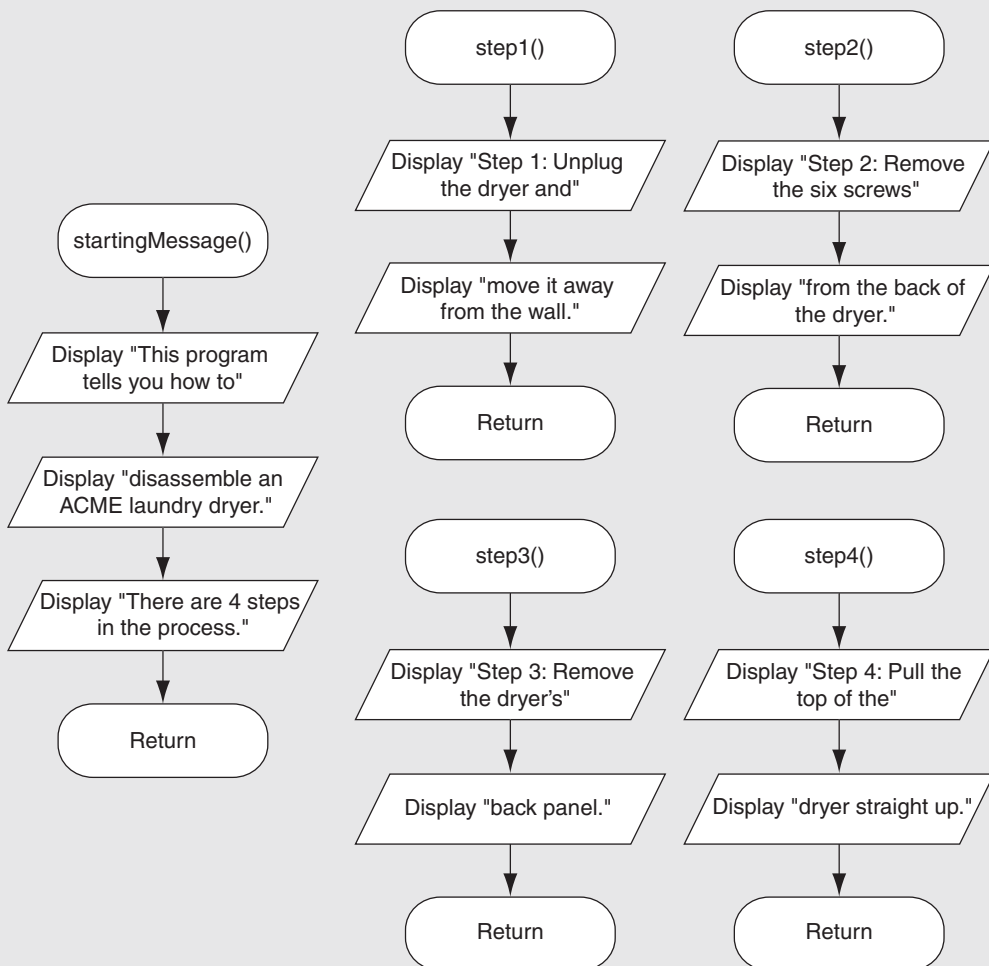 startingMessage()
Display "This program
tells you how to"
Display "disassemble an
ACME laundry dryer."
Display "There are 4 steps
in the process."
Return
step1()
Display "Step 1: Unplug
the dryer and"
Display "move it away
from the wall."
Return
step2()
Display "Step 2: Remove
the six screws"
Display "from the back of
the dryer."
Return
step3()
Display "Step 3: Remove
the dryer’s"
Display "back panel."
Return
step4()
Display "Step 4: Pull the
top of the"
Display "dryer straight up."
Return